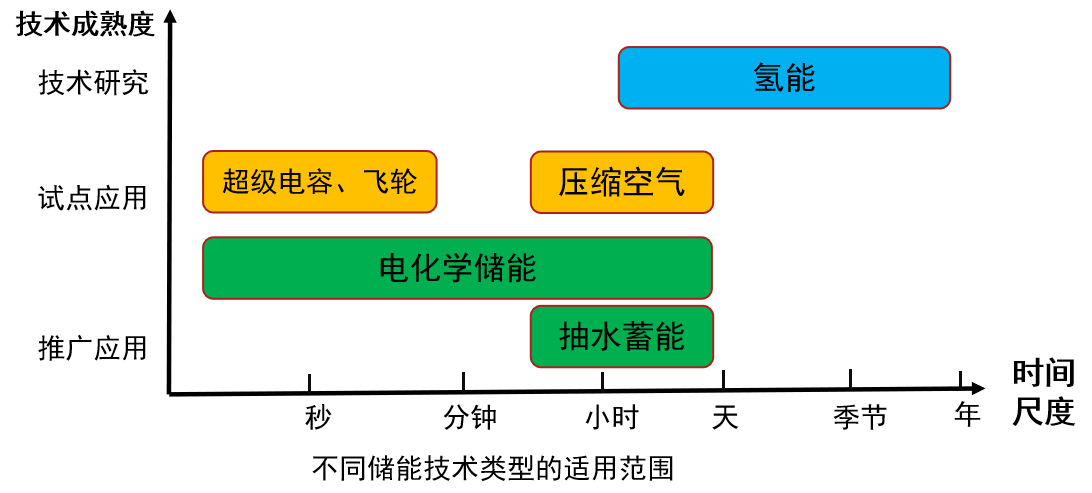 技术成熟度
技术研究
氢能
试点应用
超级电容、飞轮
压缩空气
电化学储能
推广应用
抽水蓄能
秒
分钟
小时
天
季节
年
时间
尺度
不同储能技术类型的适用范围